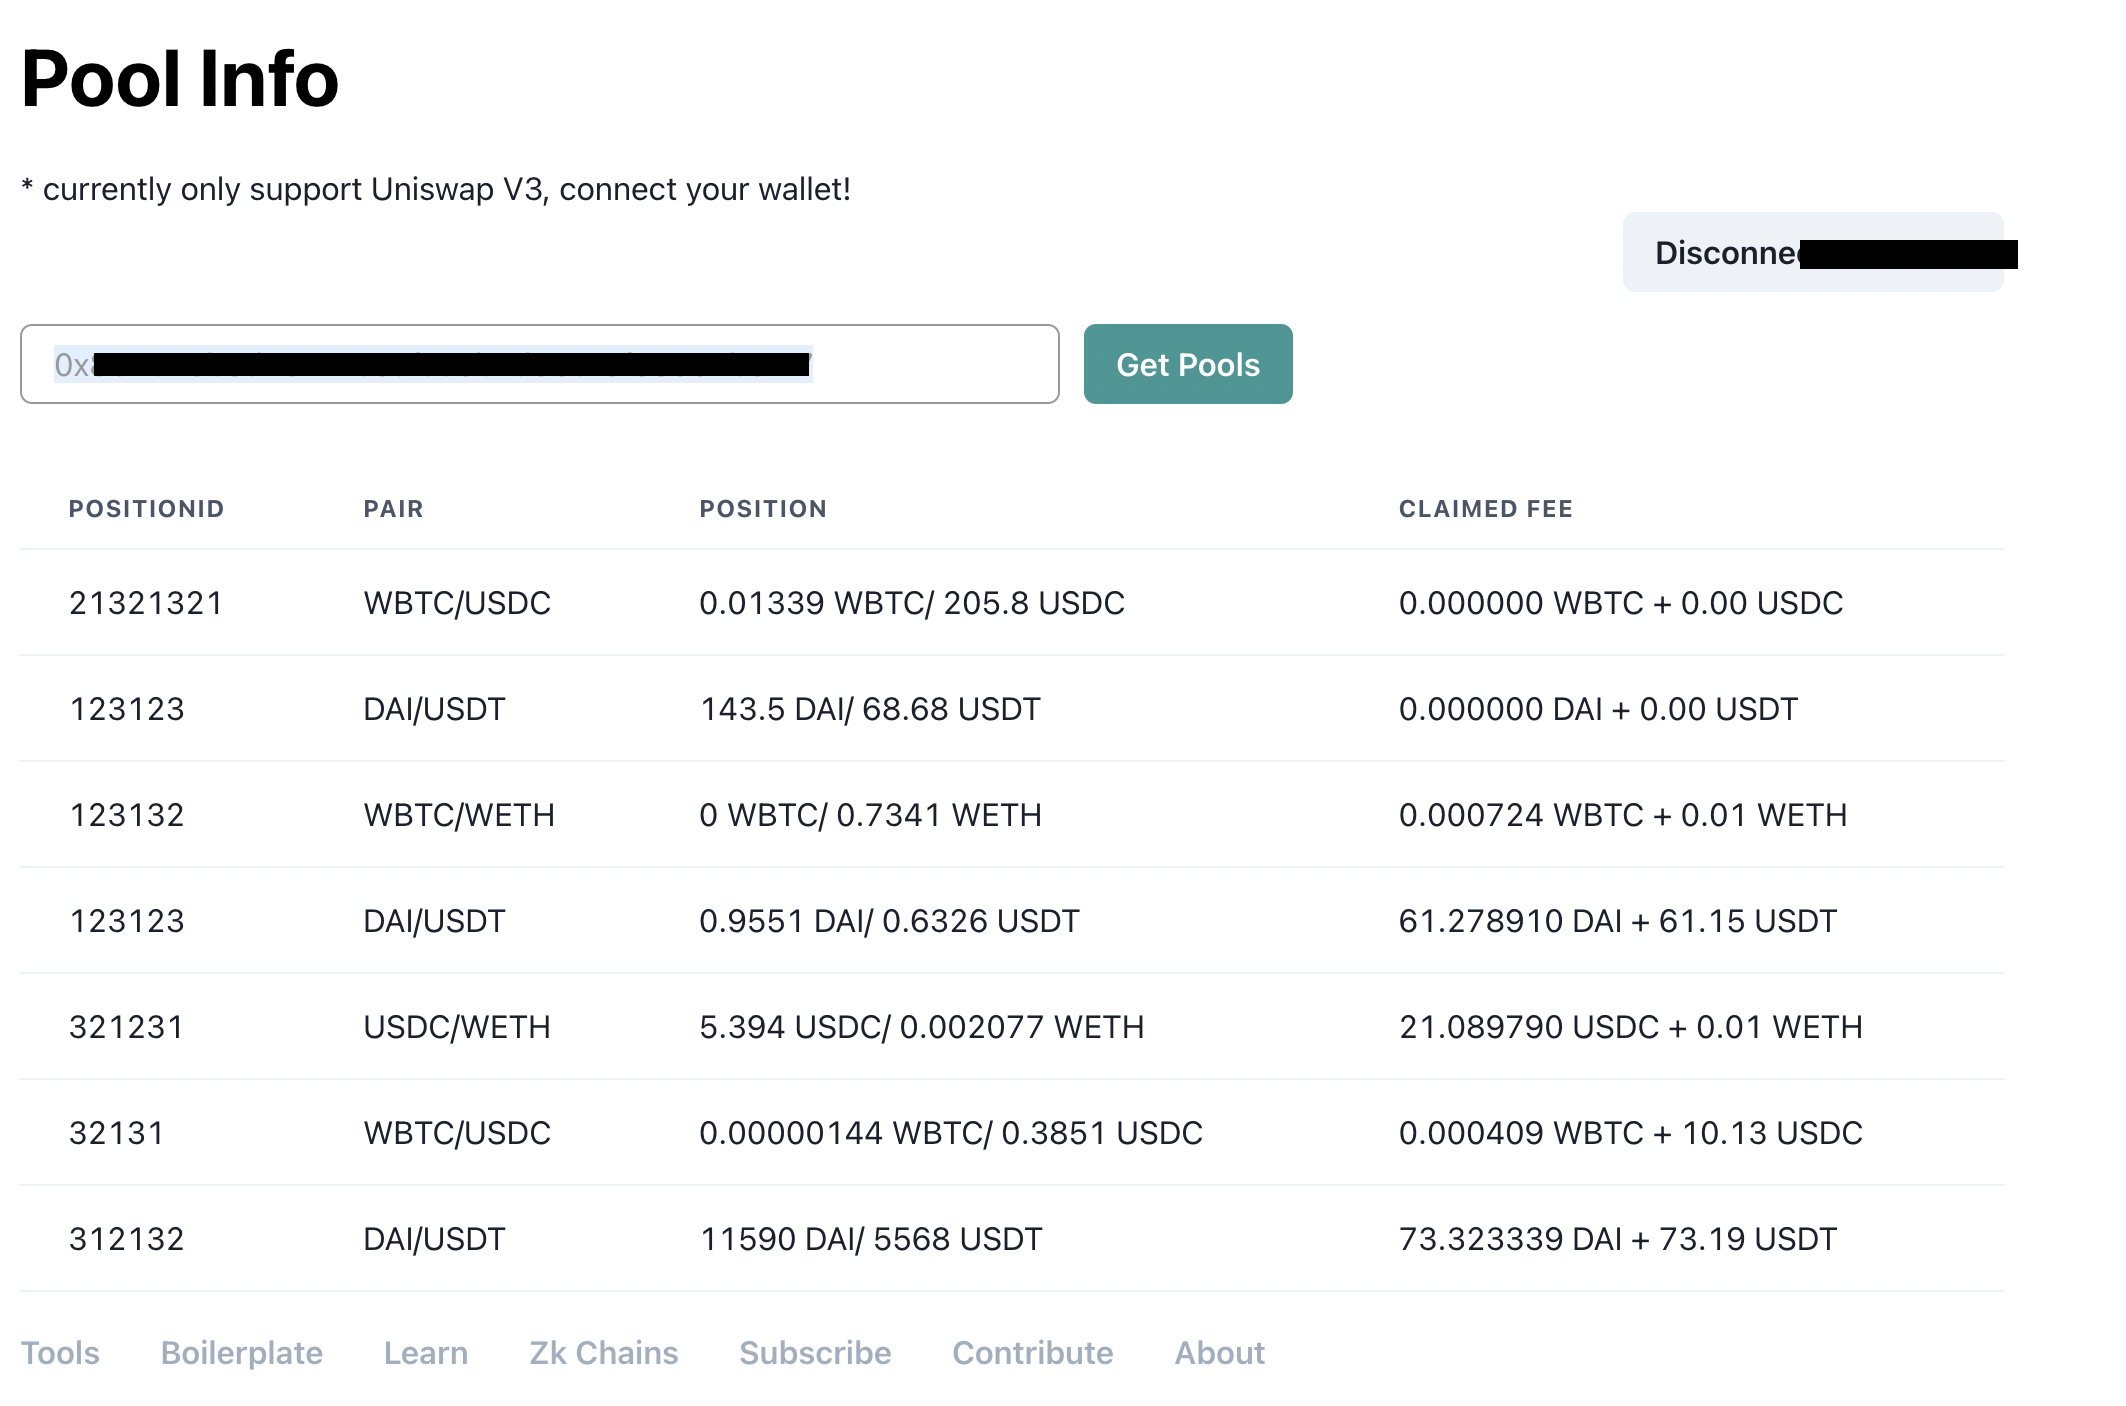 Pool Info
* currently only support Uniswap V3, connect your wallet!
0x
Get Pools
POSITIONID PAIR POSITION CLAIMED FEE
21321321 WBTC/USDC 0.01339 WBTC/ 205.8 USDC 0.000000 WBTC + 0.00 USDC
123123 DAI/USDT 143.5 DAI/ 68.68 USDT 0.000000 DAI + 0.00 USDT
123132 WBTC/WETH 0 WBTC/ 0.7341 WETH 0.000724 WBTC + 0.01 WETH
123123 DAI/USDT 0.9551 DAI/ 0.6326 USDT 61.278910 DAI + 61.15 USDT
321231 USDC/WETH 5.394 USDC/ 0.002077 WETH 21.089790 USDC + 0.01 WETH
32131 WBTC/USDC 0.00000144 WBTC/ 0.3851 USDC 0.000409 WBTC + 10.13 USDC
312132 DAI/USDT 11590 DAI/ 5568 USDT 73.323339 DAI + 73.19 USDT
Tools Boilerplate Learn Zk Chains Subscribe Contribute About